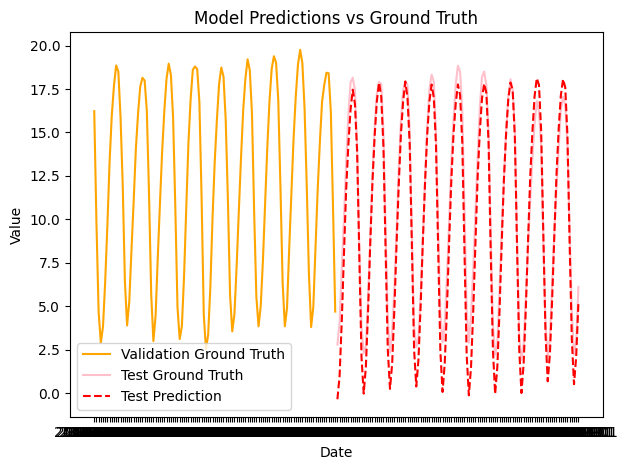 Model Predictions vs Ground Truth
20.0
17.5
15.0
12.5
10.0
7.5
5.0
2.5
0.0
Value
Validation Ground Truth
Test Ground Truth
Test Prediction
Date